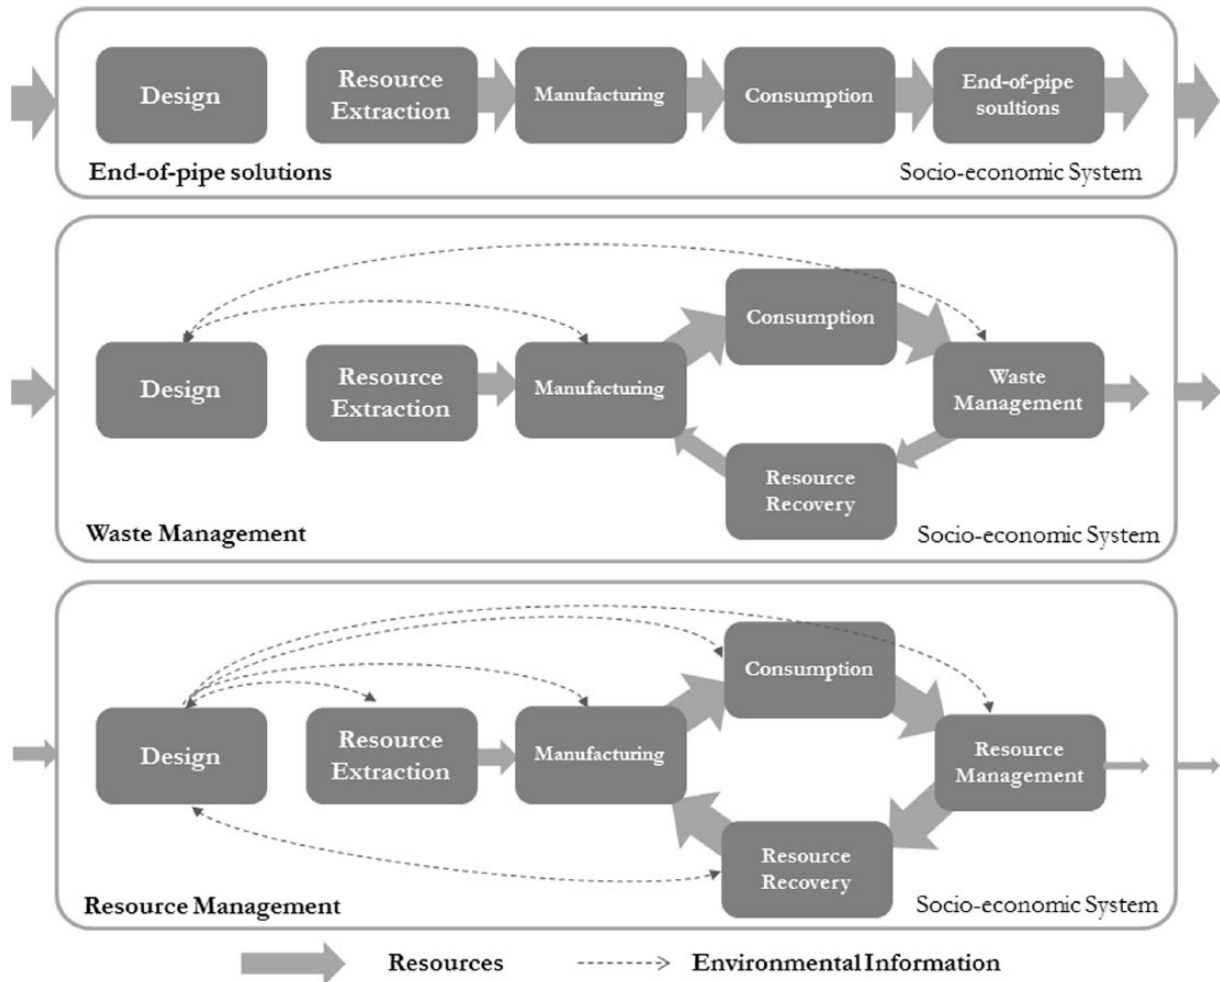 Design
Resource
Extraction
Manufacturing
Consumption
End-of-pipe
soultions
End-of-pipe solutions
Socio-economic System
Consumption
Design
Resource
Extraction
Manufacturing
Waste
Management
Resource
Recovery
Waste Management
Socio-economic System
Consumption
Design
Resource
Extraction
Manufacturing
Resource
Management
Resource
Recovery
Resource Management
Socio-economic System
Resources
Environmental Information